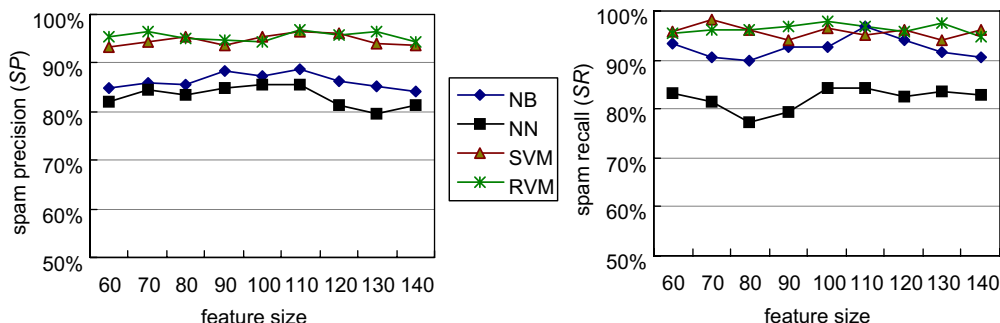 spam precision (SP)
100%
90%
80%
70%
60%
50%
60 70 80 90 100 110 120 130 140
feature size
NB
NN
SVM
RVM
spam recall (SR)
100%
90%
80%
70%
60%
50%
60 70 80 90 100 110 120 130 140
feature size